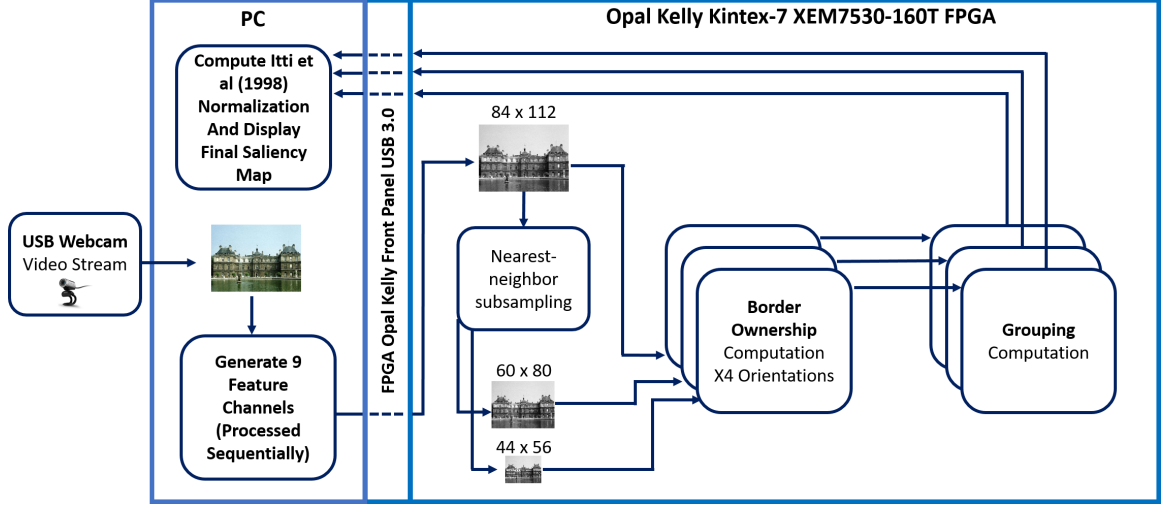 PC
Opal Kelly Kintex-7 XEM7530-160T FPGA
Compute Itti et
al (1998)
Normalization
And Display
Final Saliency
Map
FPGA Opal Kelly Front Panel USB 3.0
84 x 112
USB Webcam
Video Stream
Nearest-
neighbor
subsampling
Generate 9
Feature
Channels
(Processed
Sequentially)
60 x 80
44 x 56
Border
Ownership
Computation
X4 Orientations
Grouping
Computation